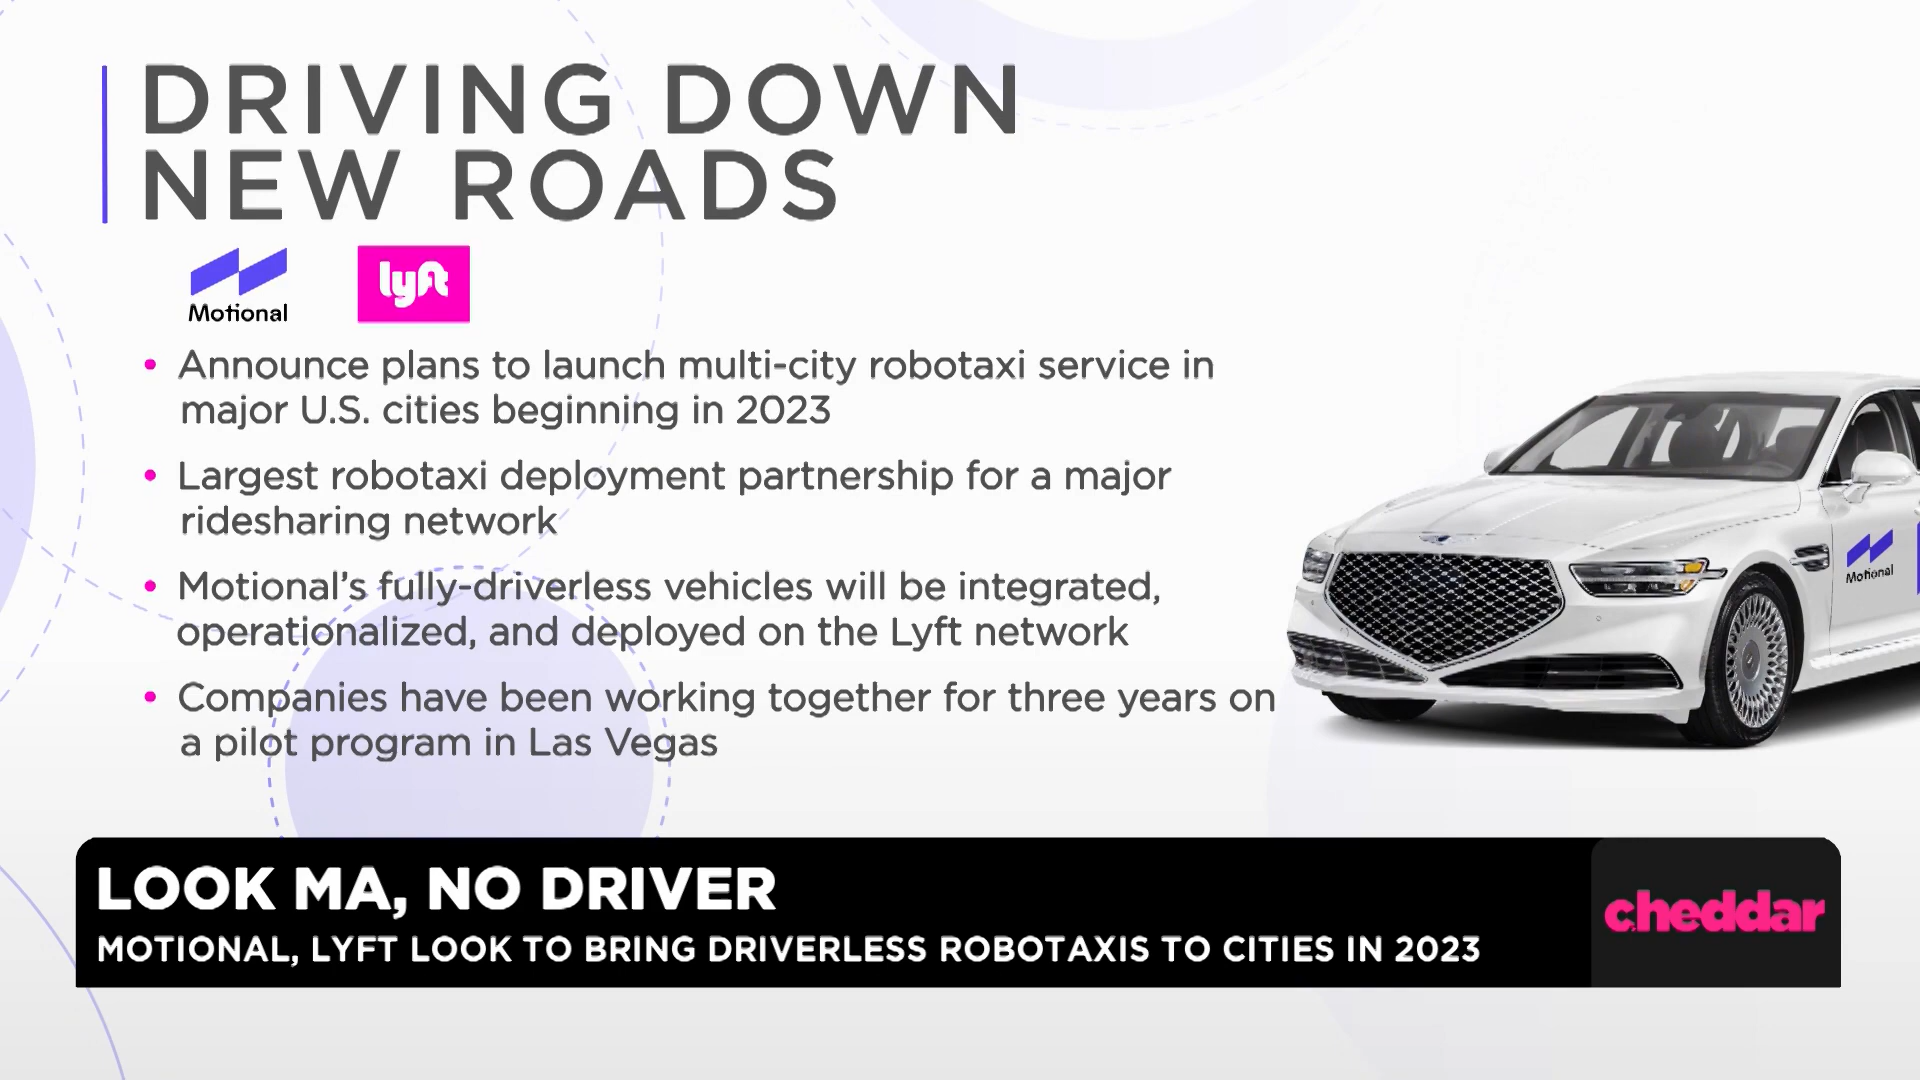 DRIVING DOWN
NEW ROADS
Motional
lyft
• Announce plans to launch multi-city robotaxi service in
major U.S. cities beginning in 2023
• Largest robotaxi deployment partnership for a major
ridesharing network
• Motional’s fully-driverless vehicles will be integrated,
operationalized, and deployed on the Lyft network
• Companies have been working together for three years on
a pilot program in Las Vegas
Motional
LOOK MA, NO DRIVER
MOTIONAL, LYFT LOOK TO BRING DRIVERLESS ROBOTAXIS TO CITIES IN 2023
cheddar